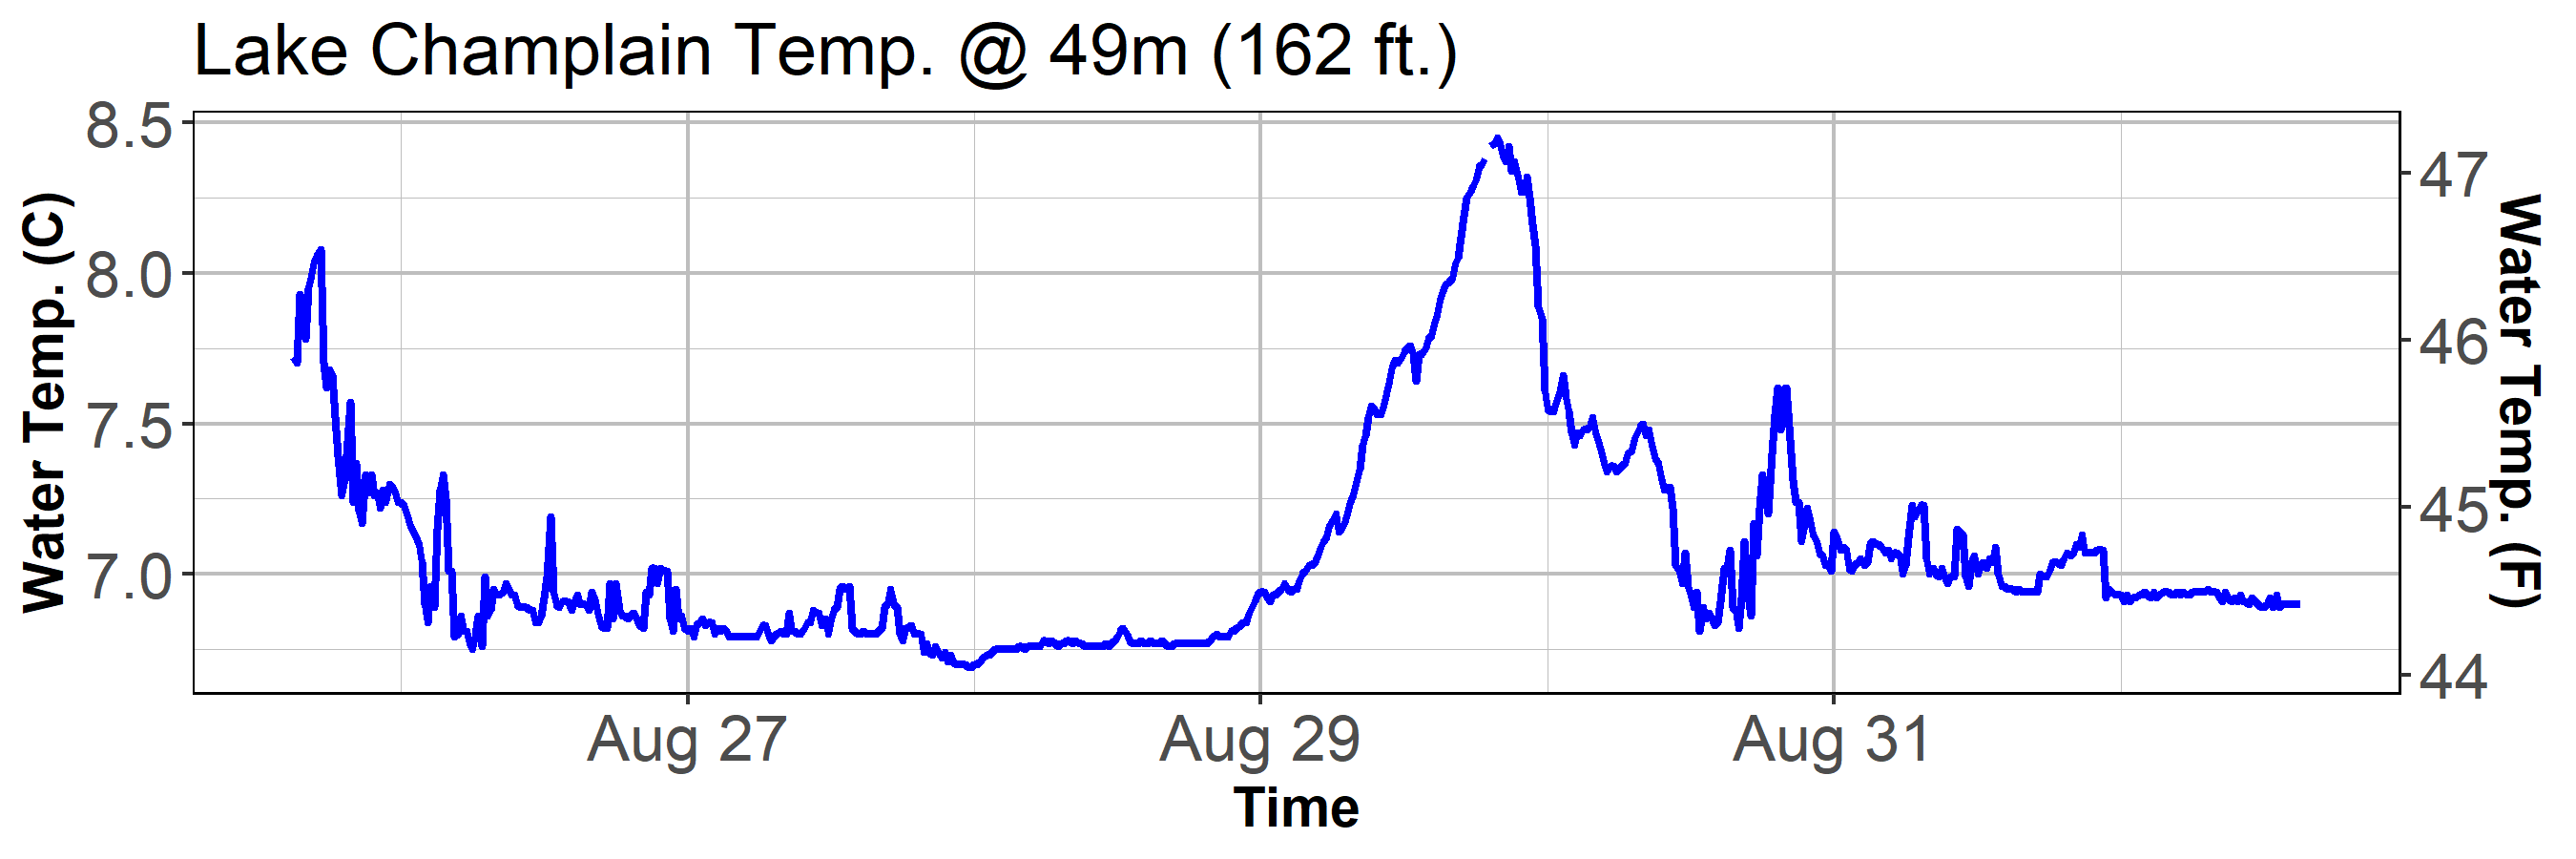 Lake Champlain Temp. @ 49m (162 ft.)
Water Temp. (C)
8.5
8.0
7.5
7.0
47
46
45
44
Water Temp. (F)
Aug 27
Aug 29
Aug 31
Time